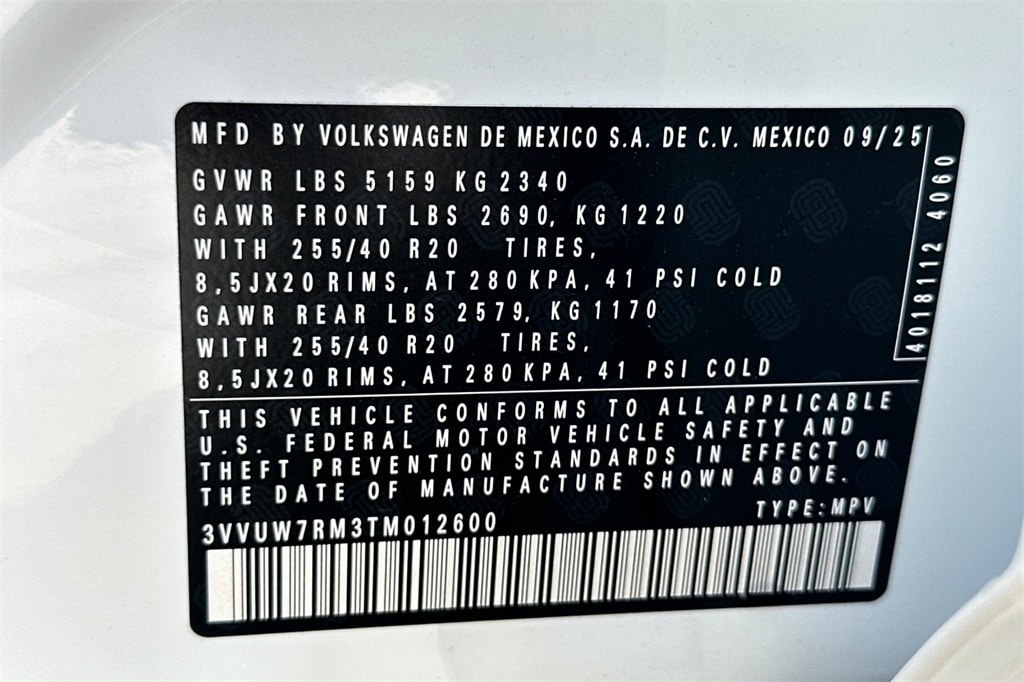 MFD BY VOLKSWAGEN DE MEXICO S.A. DE C.V. MEXICO 09/25
GVWR LBS 5159 KG 2340
GAWR FRONT LBS 2690, KG 1220
WITH 255/40 R20 TIRES,
8,5JX20 RIMS, AT 280 KPA, 41 PSI COLD
GAWR REAR LBS 2579, KG 1170
WITH 255/40 R20 TIRES,
8,5JX20 RIMS, AT 280 KPA, 41 PSI COLD
4018112 4060
THIS VEHICLE CONFORMS TO ALL APPLICABLE
U.S. FEDERAL MOTOR VEHICLE SAFETY AND
THEFT PREVENTION STANDARDS IN EFFECT ON
THE DATE OF MANUFACTURE SHOWN ABOVE.
3VVUW7RM3TM012600 TYPE:MPV